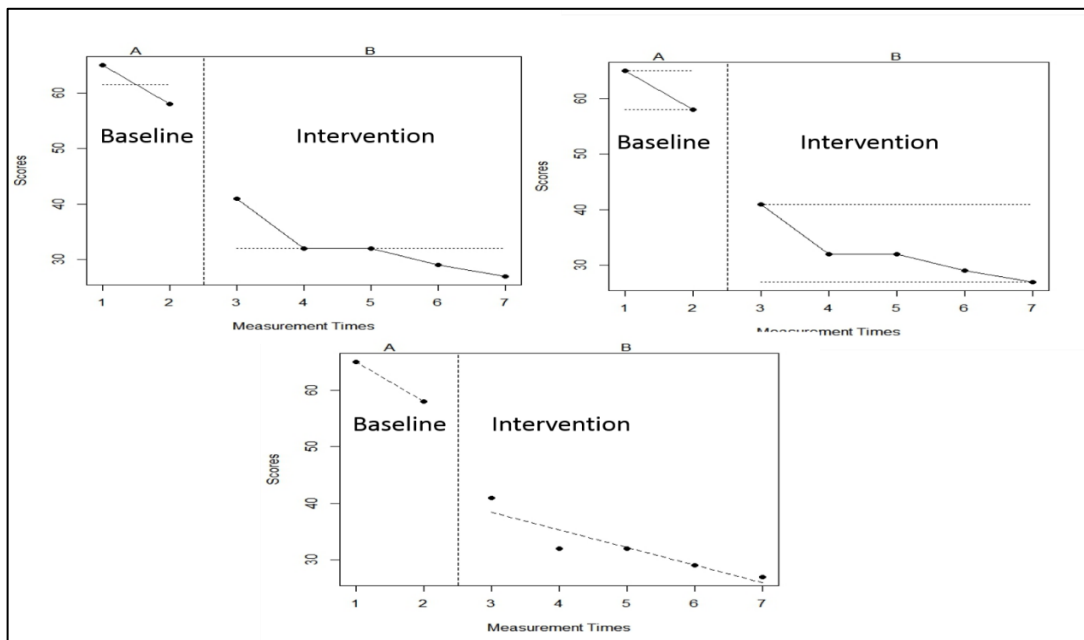 A B
60
50
40
30
Scores
Baseline Intervention
1 2 3 4 5 6 7
Measurement Times
A B
60
50
40
30
Scores
Baseline Intervention
1 2 3 4 5 6 7
Measurement Times
A B
60
50
40
30
Scores
Baseline Intervention
1 2 3 4 5 6 7
Measurement Times